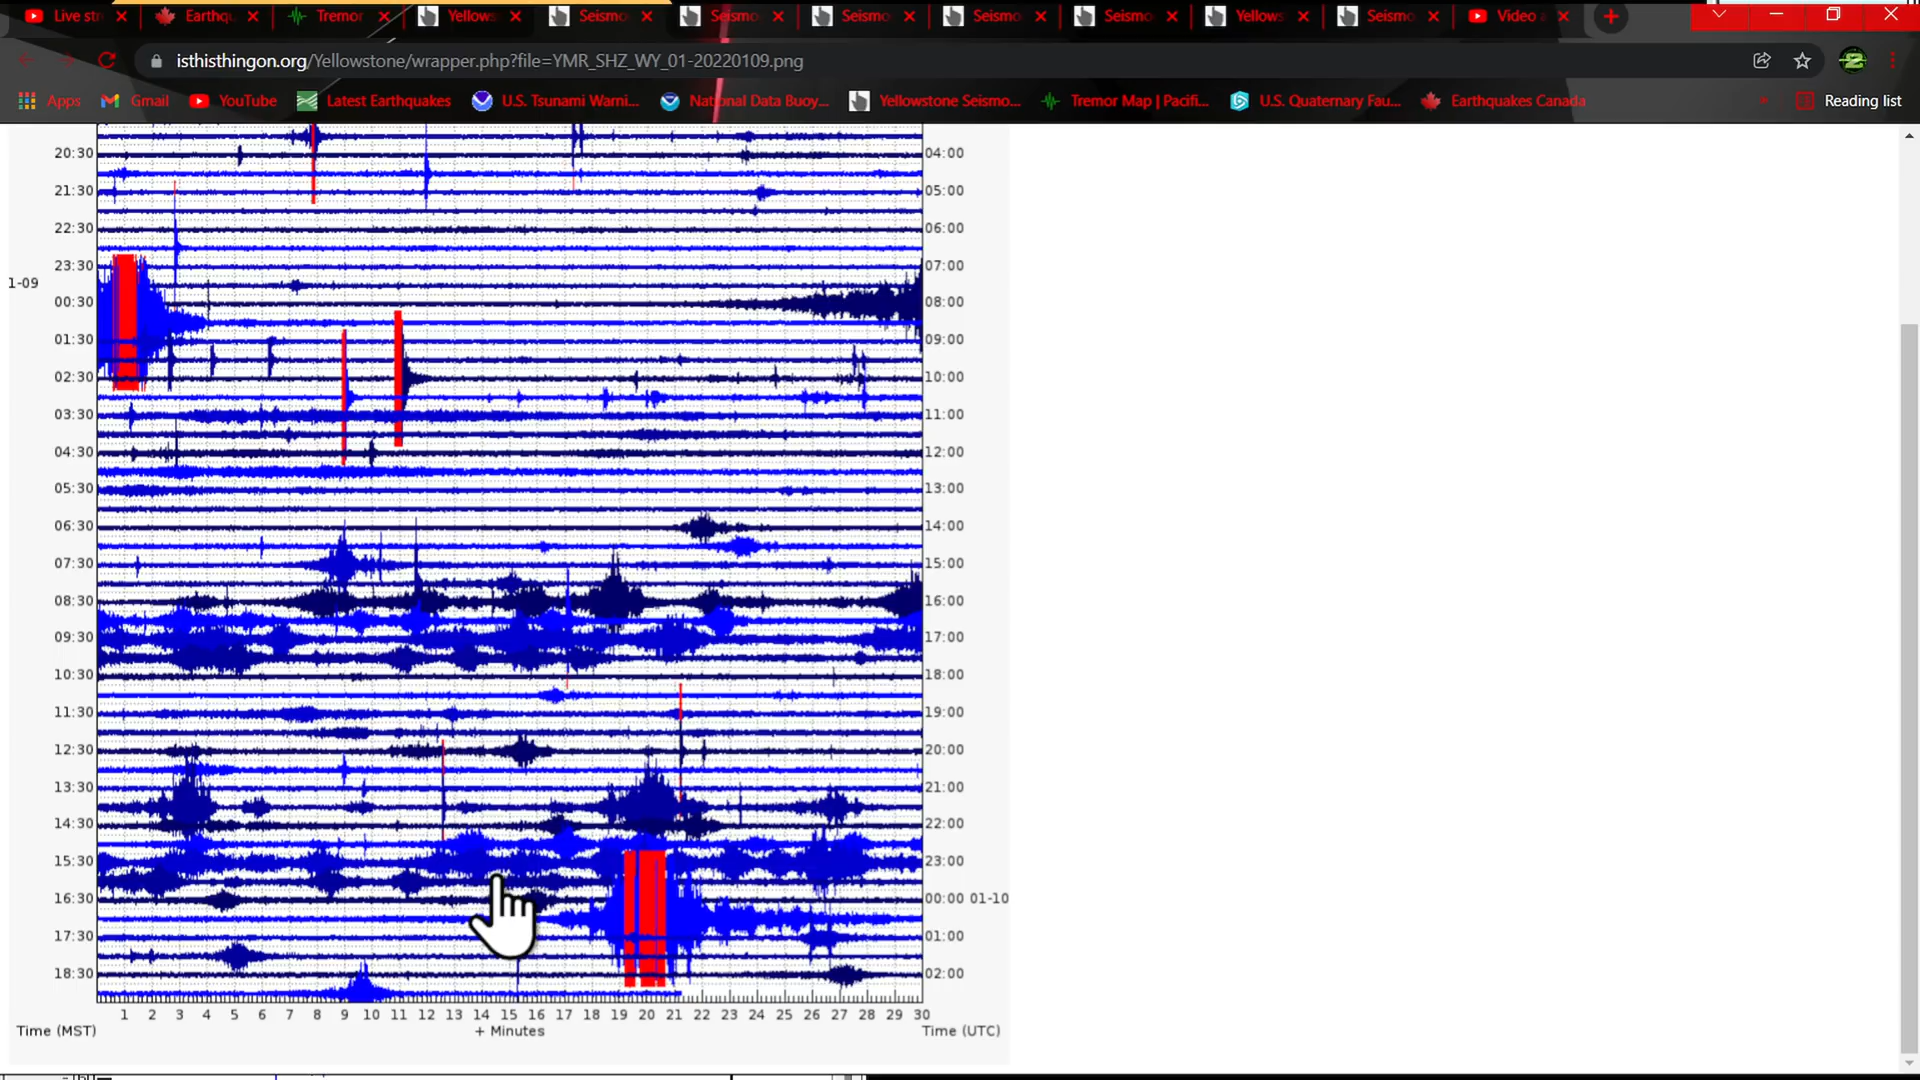 Live str
Earthqu
Tremor
Yellows
Seismo
Seismo
Seismo
Seismo
Seismo
Yellows
Seismo
Video a
isthisthingon.org/Yellowstone/wrapper.php?file=YMR_SHZ_WY_01-20220109.png
Apps Gmail YouTube Latest Earthquakes U.S. Tsunami Warni... National Data Buoy... Yellowstone Seismo... Tremor Map | Pacifi... U.S. Quaternary Fau... Earthquakes Canada Reading list
20:30 04:00
21:30 05:00
22:30 06:00
23:30 07:00
1-09
00:30 08:00
01:30 09:00
02:30 10:00
03:30 11:00
04:30 12:00
05:30 13:00
06:30 14:00
07:30 15:00
08:30 16:00
09:30 17:00
10:30 18:00
11:30 19:00
12:30 20:00
13:30 21:00
14:30 22:00
15:30 23:00
16:30 00:00 01-10
17:30 01:00
18:30 02:00
1 2 3 4 5 6 7 8 9 10 11 12 13 14 15 16 17 18 19 20 21 22 23 24 25 26 27 28 29 30
Time (MST) + Minutes Time (UTC)